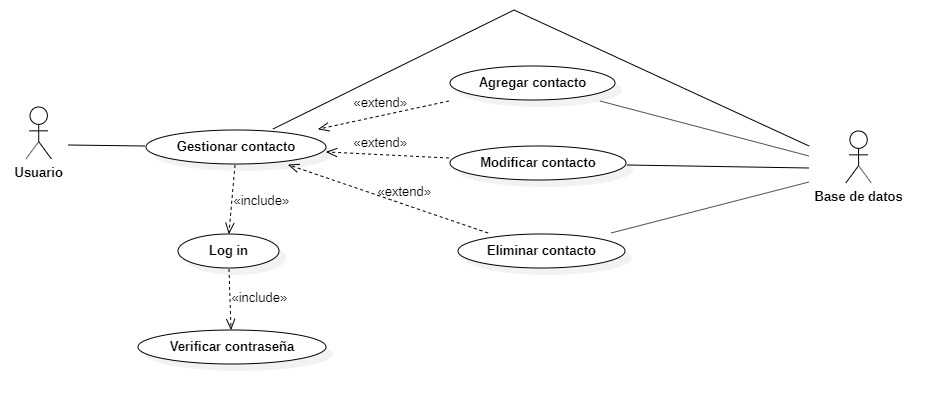 Agregar contacto
«extend»
Gestionar contacto
«extend»
Modificar contacto
Usuario
«extend»
Base de datos
«include»
Log in
Eliminar contacto
«include»
Verificar contraseña